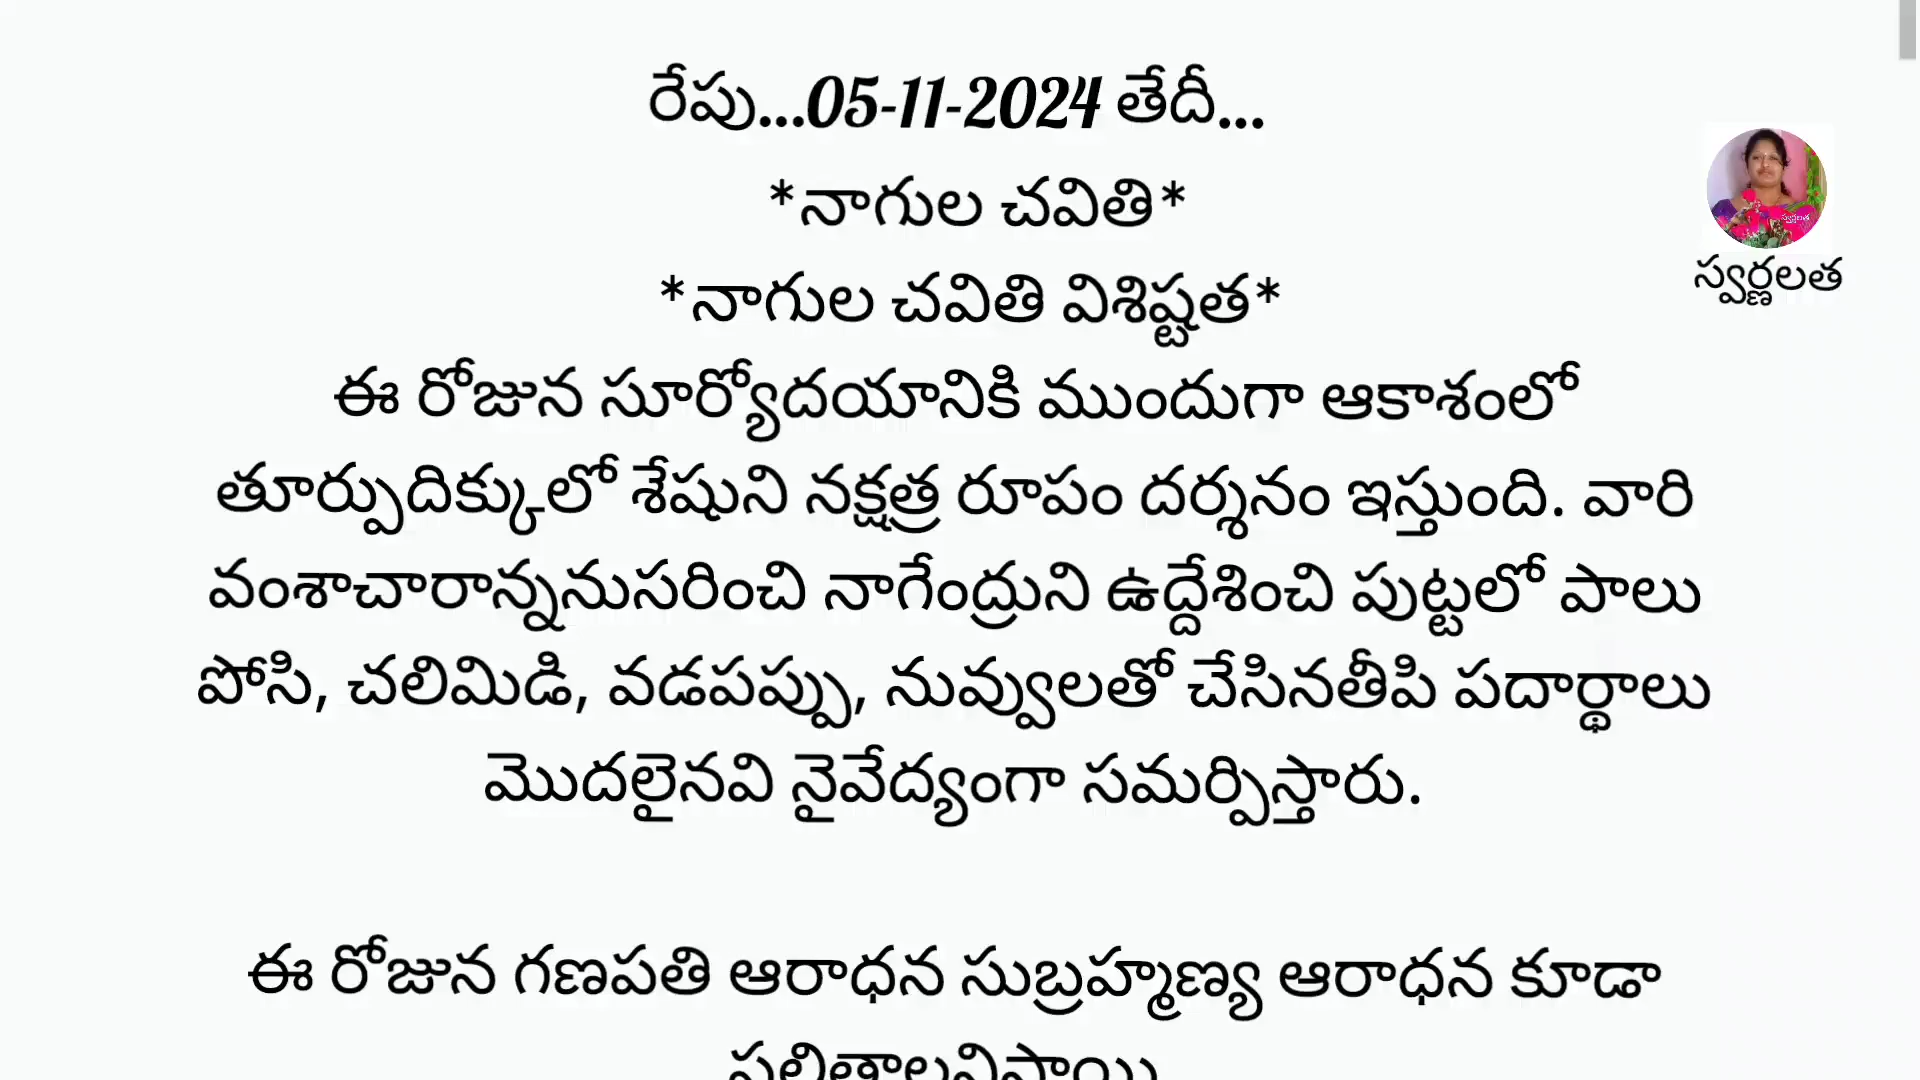 రేపు...05-11-2024 తేదీ...
*నాగుల చవితి*
*నాగుల చవితి విశిష్టత*
ఈ రోజున సూర్యోదయానికి ముందుగా ఆకాశంలో
తూర్పుదిక్కులో శేషుని నక్షత్ర రూపం దర్శనం ఇస్తుంది. వారి
వంశాచారాన్ననుసరించి నాగేంద్రుని ఉద్దేశించి పుట్టలో పాలు
పోసి, చలిమిడి, వడపప్పు, నువ్వులతో చేసినతీపి పదార్థాలు
మొదలైనవి నైవేద్యంగా సమర్పిస్తారు.
ఈ రోజున గణపతి ఆరాధన సుబ్రహ్మణ్య ఆరాధన కూడా
స్వర్ణలత